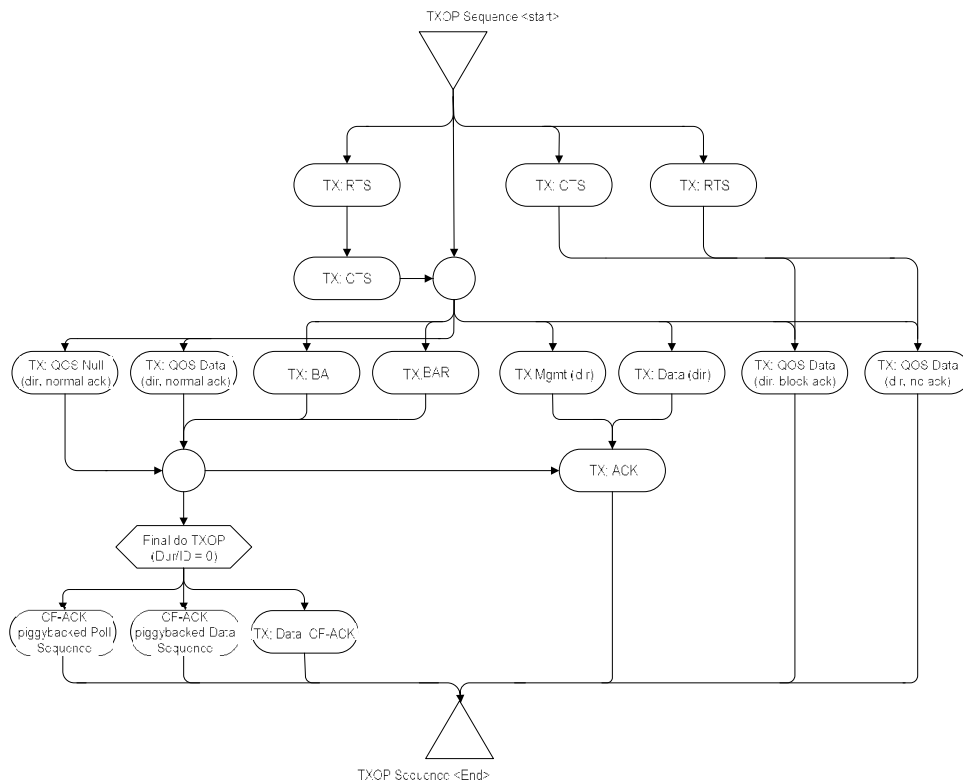 TXOP Sequence <start>
TX: RTS
TX: CTS
TX: RTS
TX: CTS
TX: QOS Null
(dir, normal ack)
TX: QOS Data
(dir, normal ack)
TX: BA
TX:BAR
TX:Mgmt (dir)
TX: Data (dir)
TX: QOS Data
(dir, block ack)
TX: QOS Data
(dir, no ack)
TX: ACK
Final do TXOP
(Dur/ID = 0)
CF-ACK
piggybacked Poll
Sequence
CF-ACK
piggybacked Data
Sequence
TX: Data CF-ACK
TXOP Sequence <End>